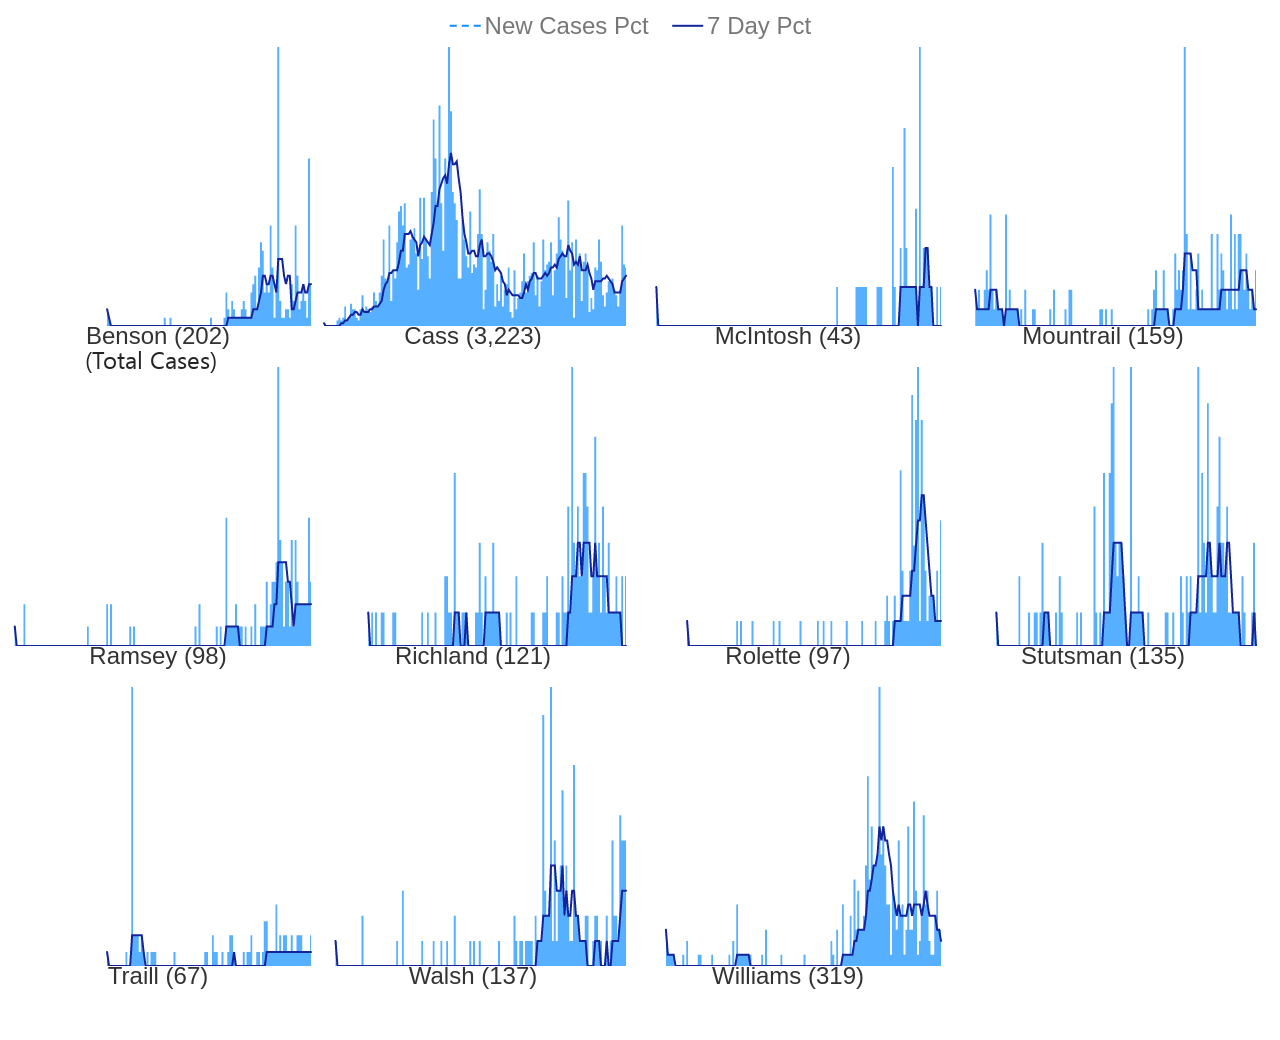 New Cases Pct 7 Day Pct
Benson (202) Cass (3,223) McIntosh (43) Mountrail (159)
(Total Cases)
Ramsey (98) Richland (121) Rolette (97) Stutsman (135)
Traill (67) Walsh (137) Williams (319)